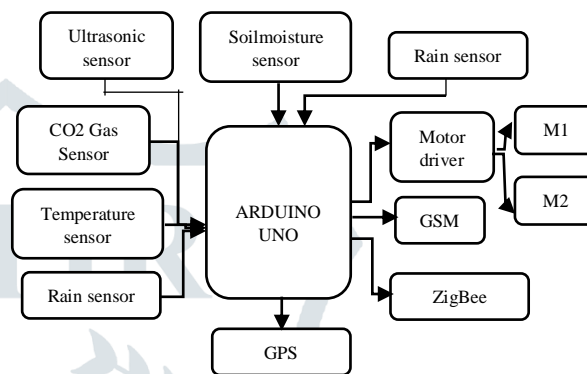 Ultrasonic
sensor
Soilmoisture
sensor
Rain sensor
CO2 Gas
Sensor
Motor
driver
M1
M2
Temperature
sensor
ARDUINO
UNO
GSM
Rain sensor
ZigBee
GPS